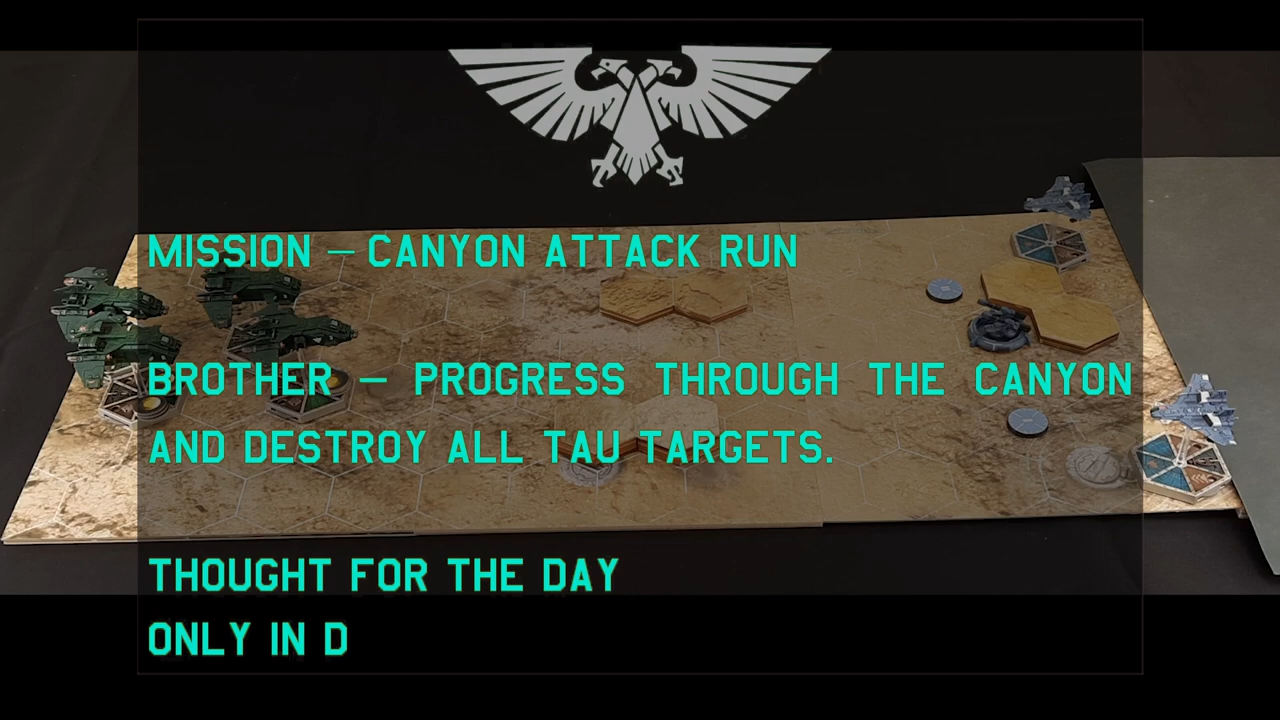 MISSION – CANYON ATTACK RUN
BROTHER – PROGRESS THROUGH THE CANYON
AND DESTROY ALL TAU TARGETS.
THOUGHT FOR THE DAY
ONLY IN D